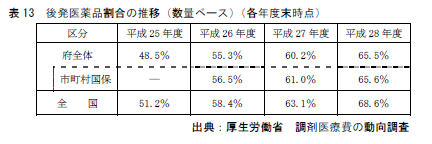 表 13 後発医薬品割合の推移（数量ベース）（各年度末時点）
区分 平成 25 年度 平成 26 年度 平成 27 年度 平成 28 年度
府全体 48.5% 55.3% 60.2% 65.5%
市町村国保 ― 56.5% 61.0% 65.6%
全　国 51.2% 58.4% 63.1% 68.6%
出典：厚生労働省　調剤医療費の動向調査